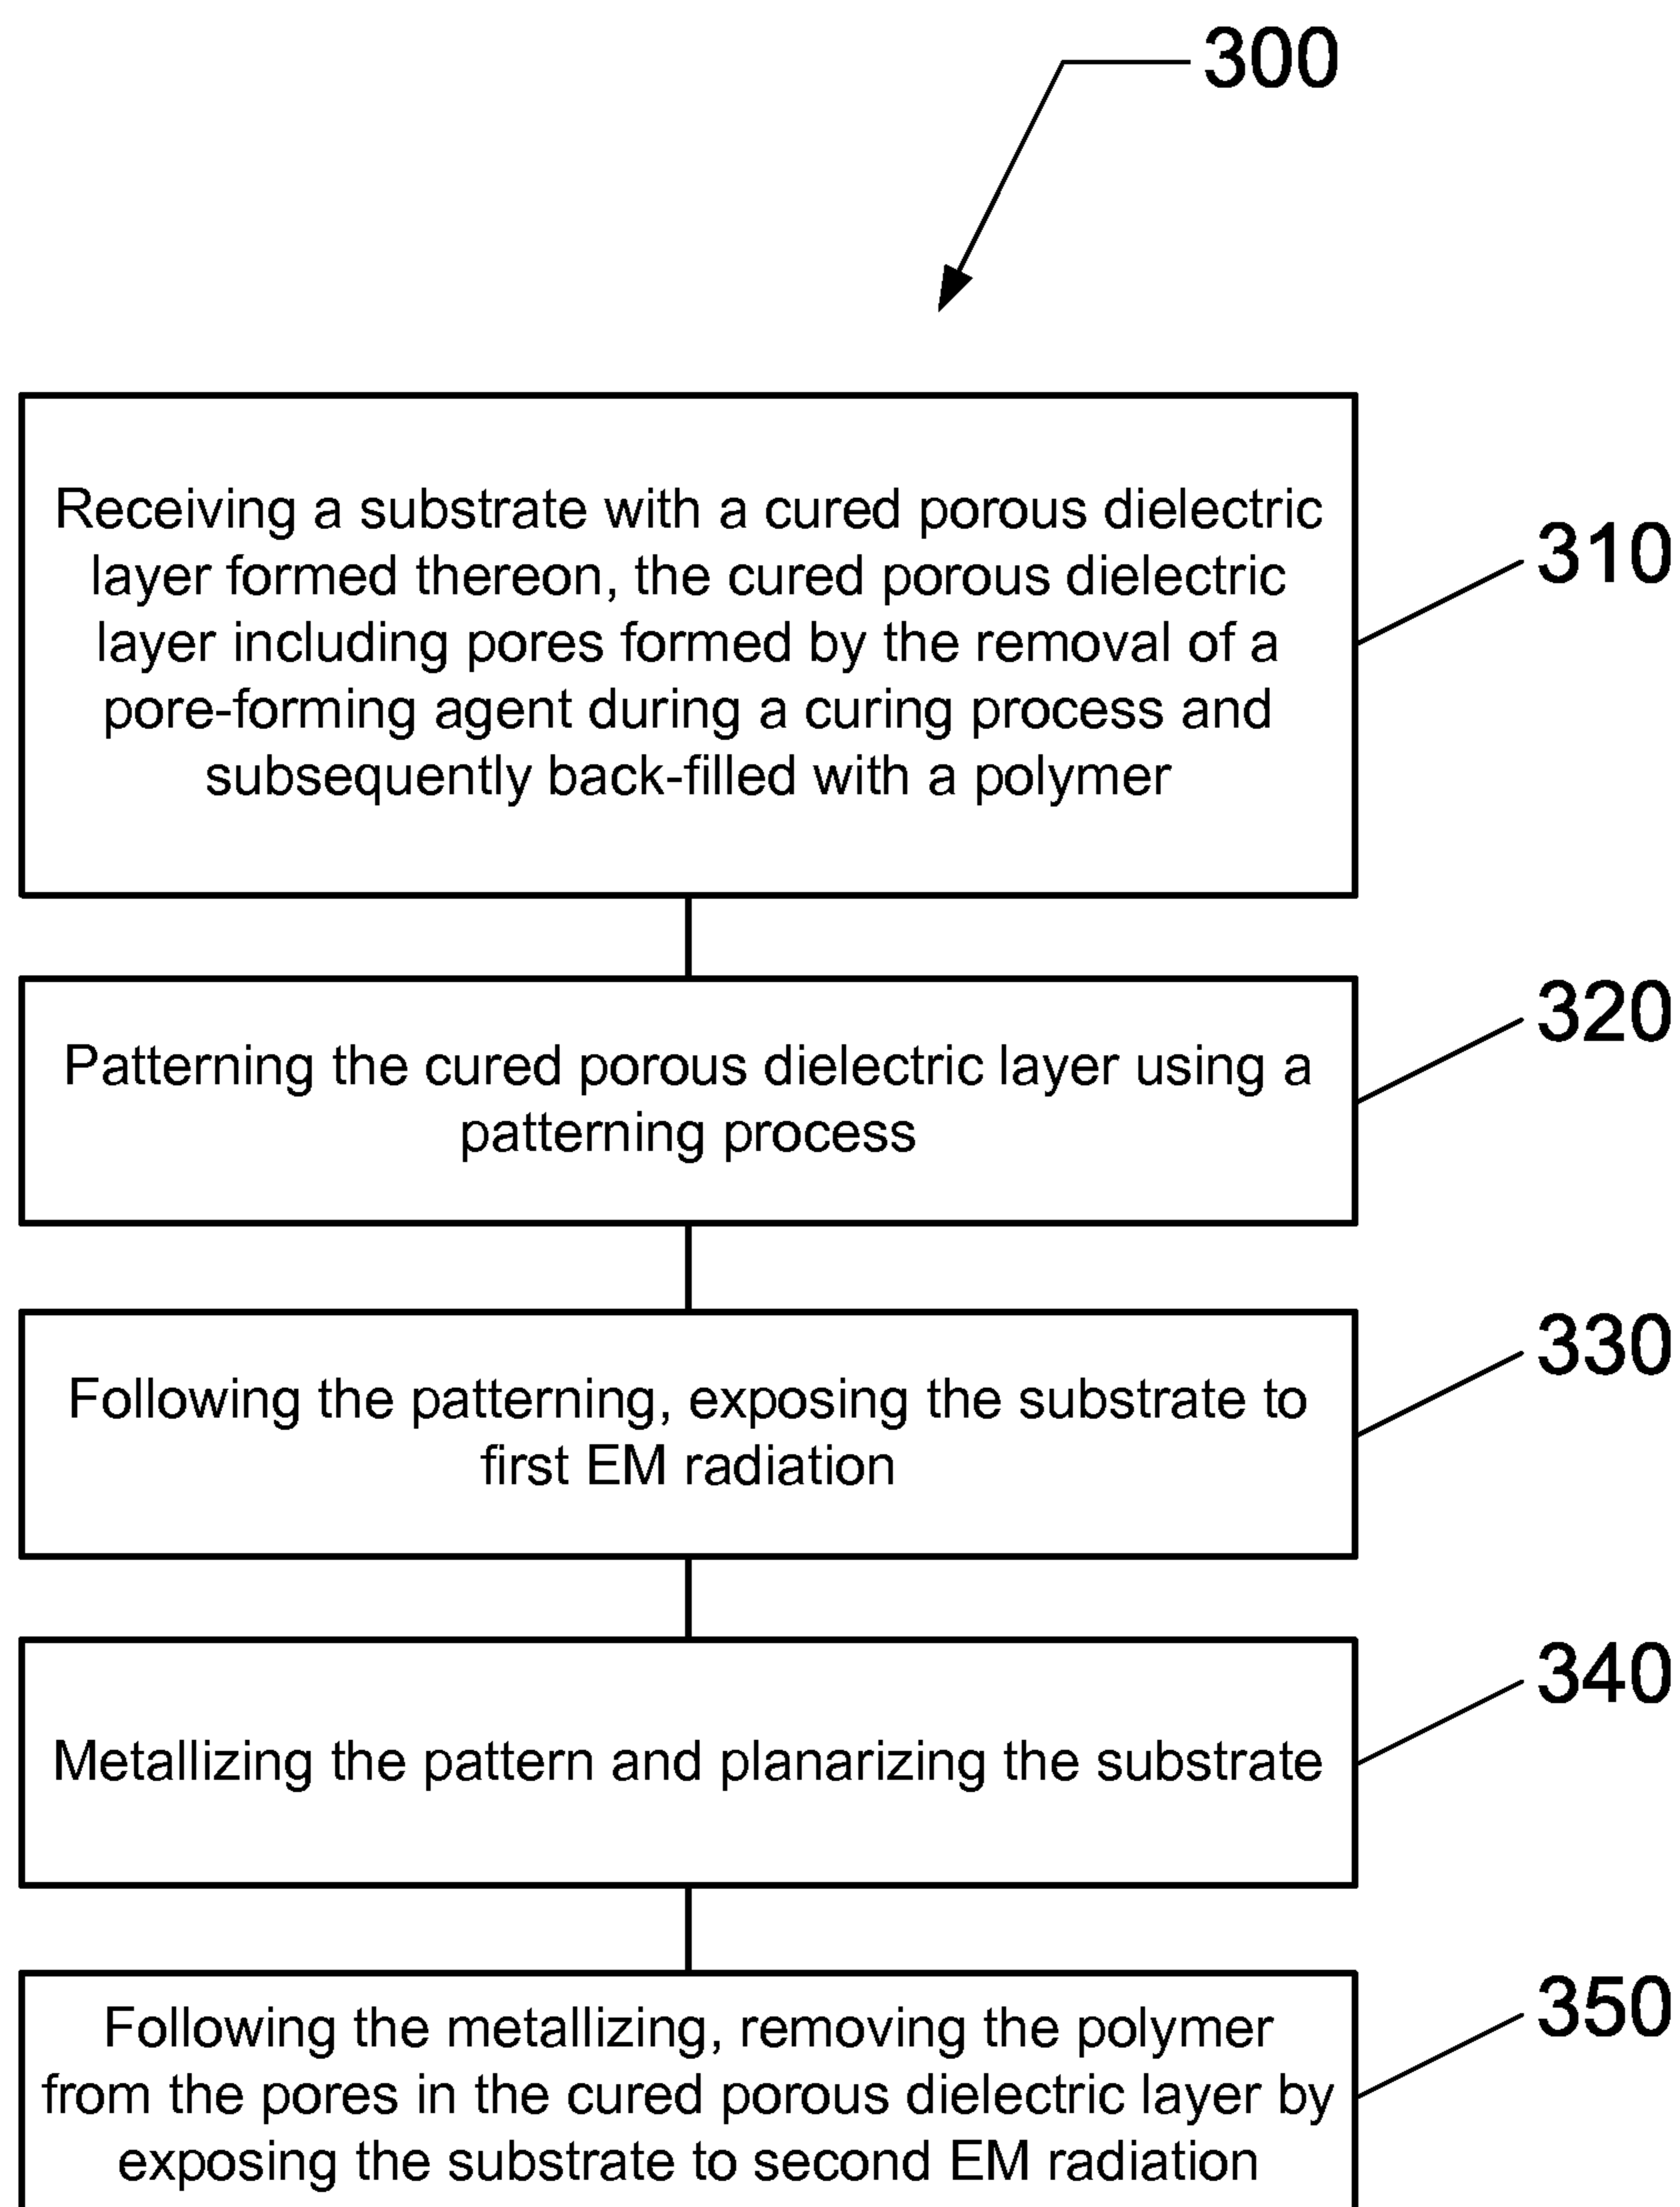 300
Receiving a substrate with a cured porous dielectric
layer formed thereon, the cured porous dielectric
layer including pores formed by the removal of a
pore-forming agent during a curing process and
subsequently back-filled with a polymer
310
Patterning the cured porous dielectric layer using a
patterning process
320
Following the patterning, exposing the substrate to
first EM radiation
330
Metallizing the pattern and planarizing the substrate
340
Following the metallizing, removing the polymer
from the pores in the cured porous dielectric layer by
exposing the substrate to second EM radiation
350